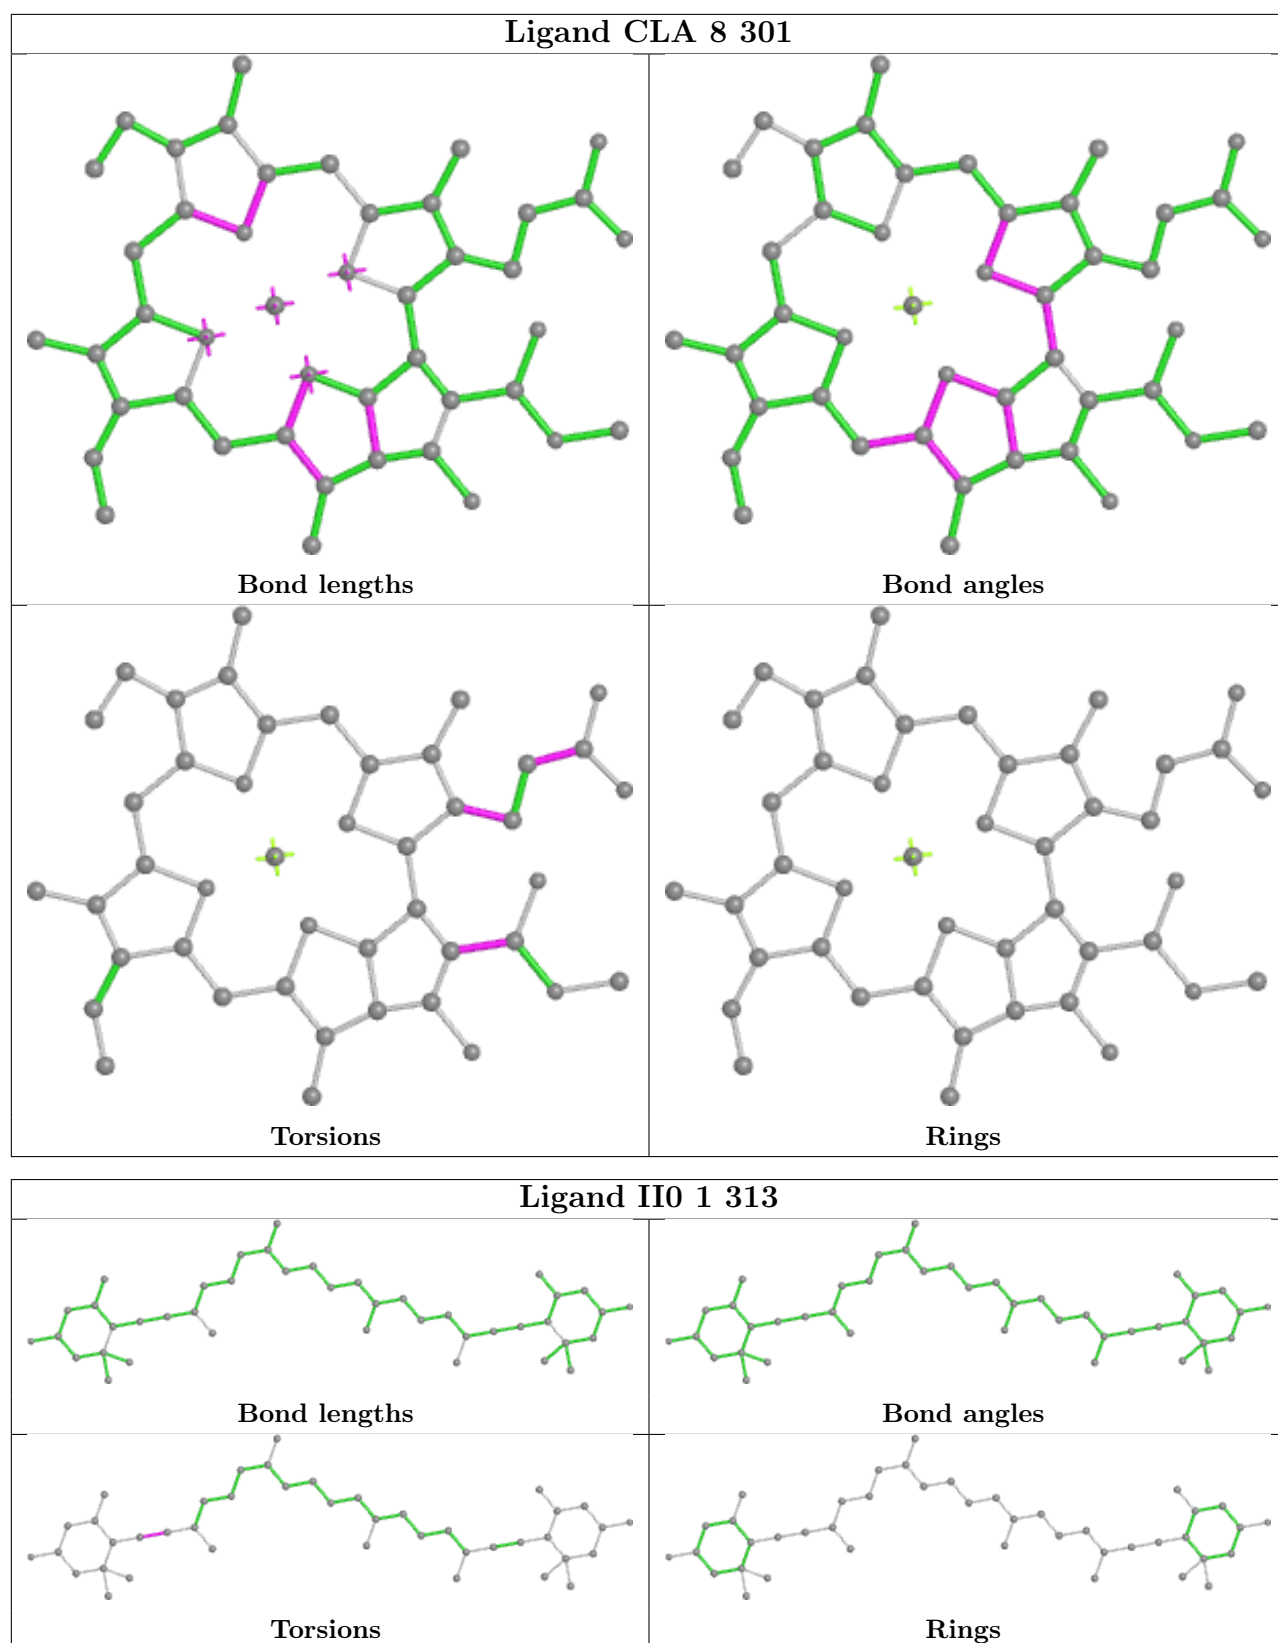 Ligand CLA 8 301
Bond lengths
Bond angles
Torsions
Rings
Ligand II0 1 313
Bond lengths
Bond angles
Torsions
Rings